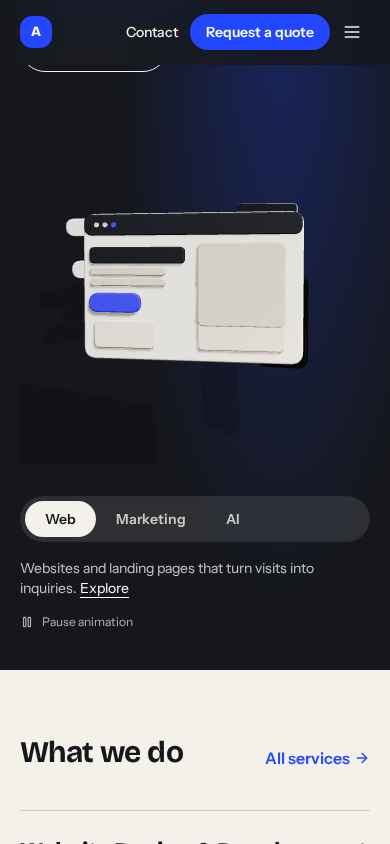 A
Contact
Request a quote
Web
Marketing
AI
Websites and landing pages that turn visits into
inquiries. Explore
Pause animation
What we do
All services →